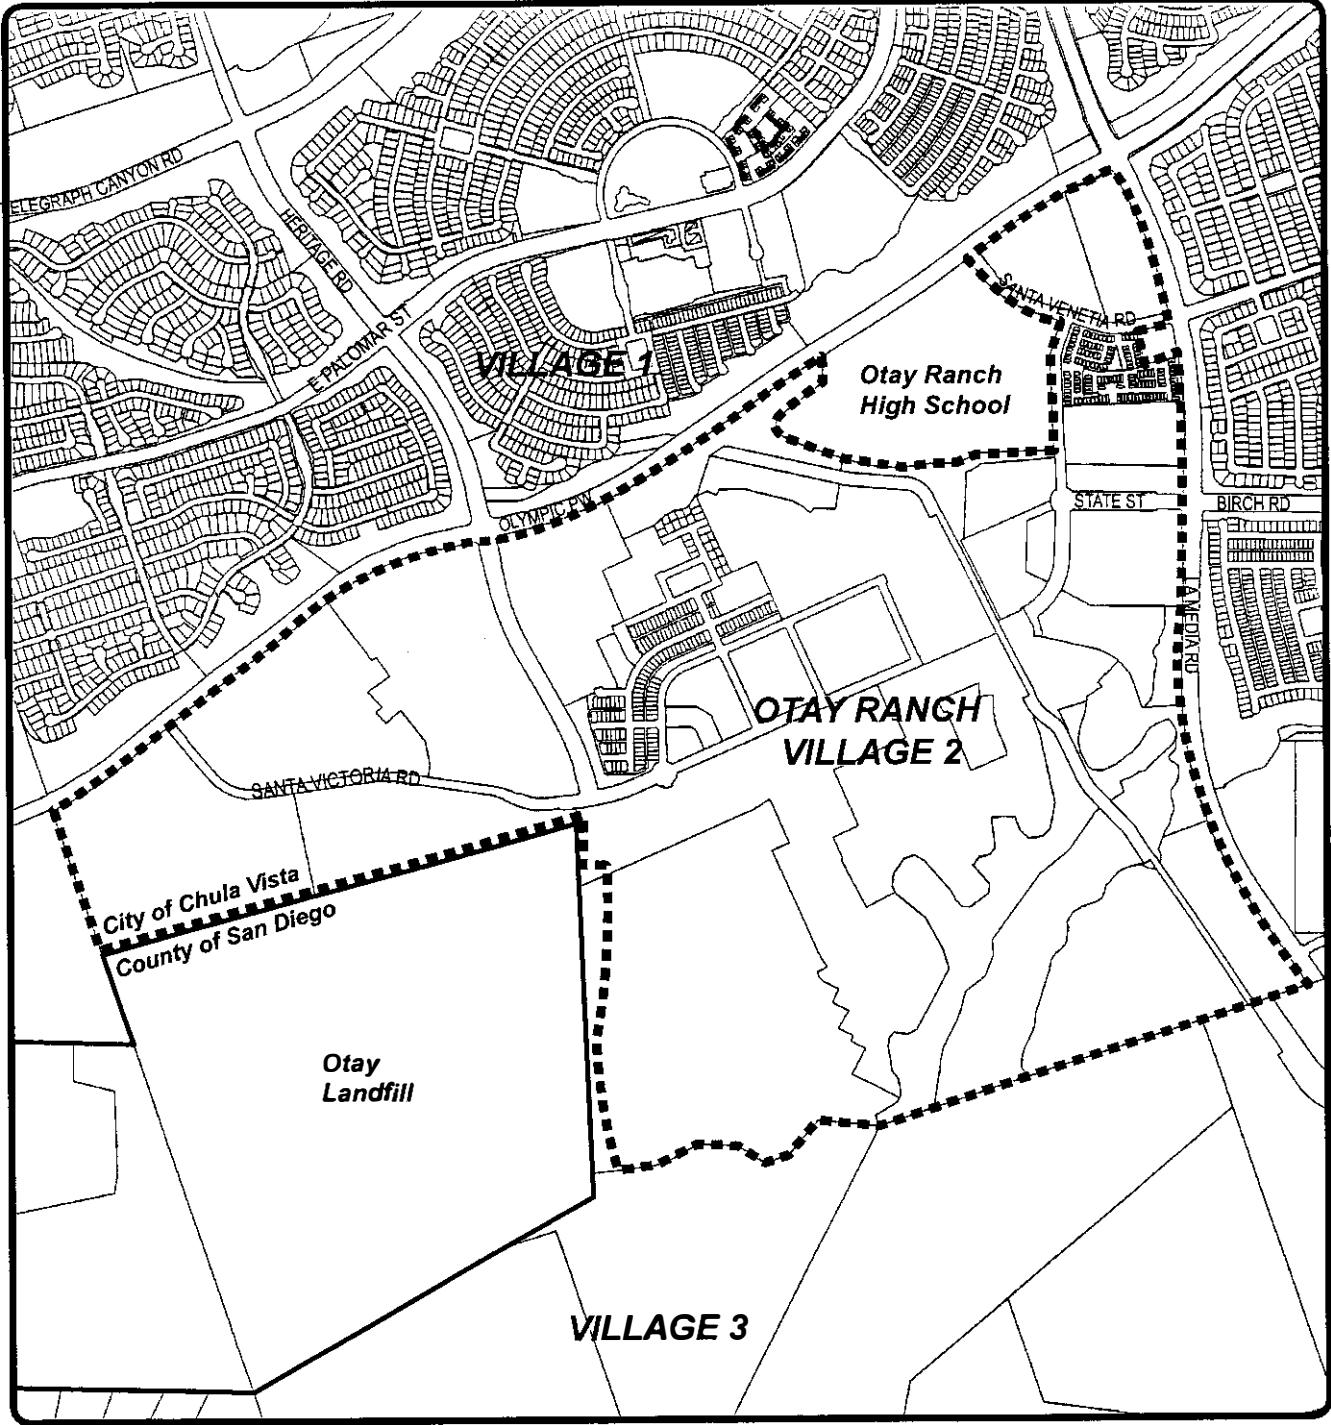 ELEGRAPH CANYON RD
HERITAGE RD
E PALOMAR ST
VILLAGE 1
SANTA VENETIA RD
Otay Ranch
High School
OLYMPIC PW
STATE ST
BIRCH RD
LA MEDIA RD
OTAY RANCH
VILLAGE 2
SANTA VICTORIA RD
City of Chula Vista
County of San Diego
Otay
Landfill
VILLAGE 3